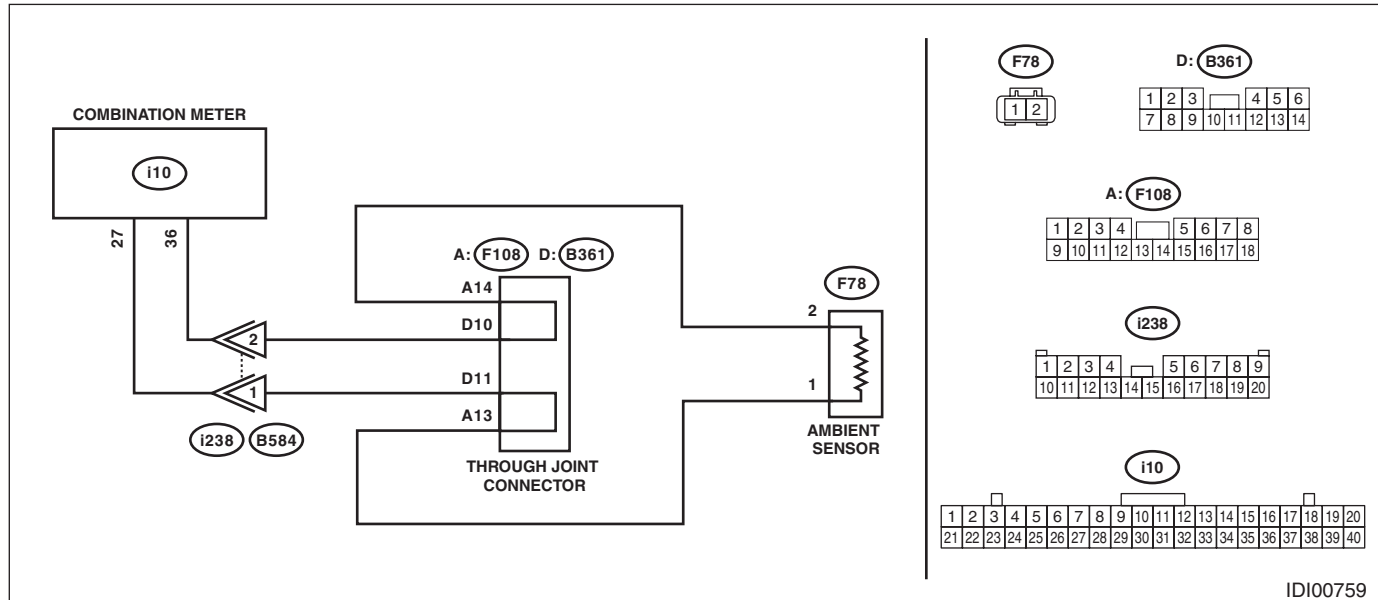 COMBINATION METER
i10
27
36
A: F108 D: B361
A14
D10
2
D11
1
A13
i238 B584
THROUGH JOINT
CONNECTOR
F78
2
1
AMBIENT
SENSOR
F78
1 2
D: B361
1 2 3 4 5 6
7 8 9 10 11 12 13 14
A: F108
1 2 3 4 5 6 7 8
9 10 11 12 13 14 15 16 17 18
i238
1 2 3 4 5 6 7 8 9
10 11 12 13 14 15 16 17 18 19 20
i10
1 2 3 4 5 6 7 8 9 10 11 12 13 14 15 16 17 18 19 20
21 22 23 24 25 26 27 28 29 30 31 32 33 34 35 36 37 38 39 40
IDI00759